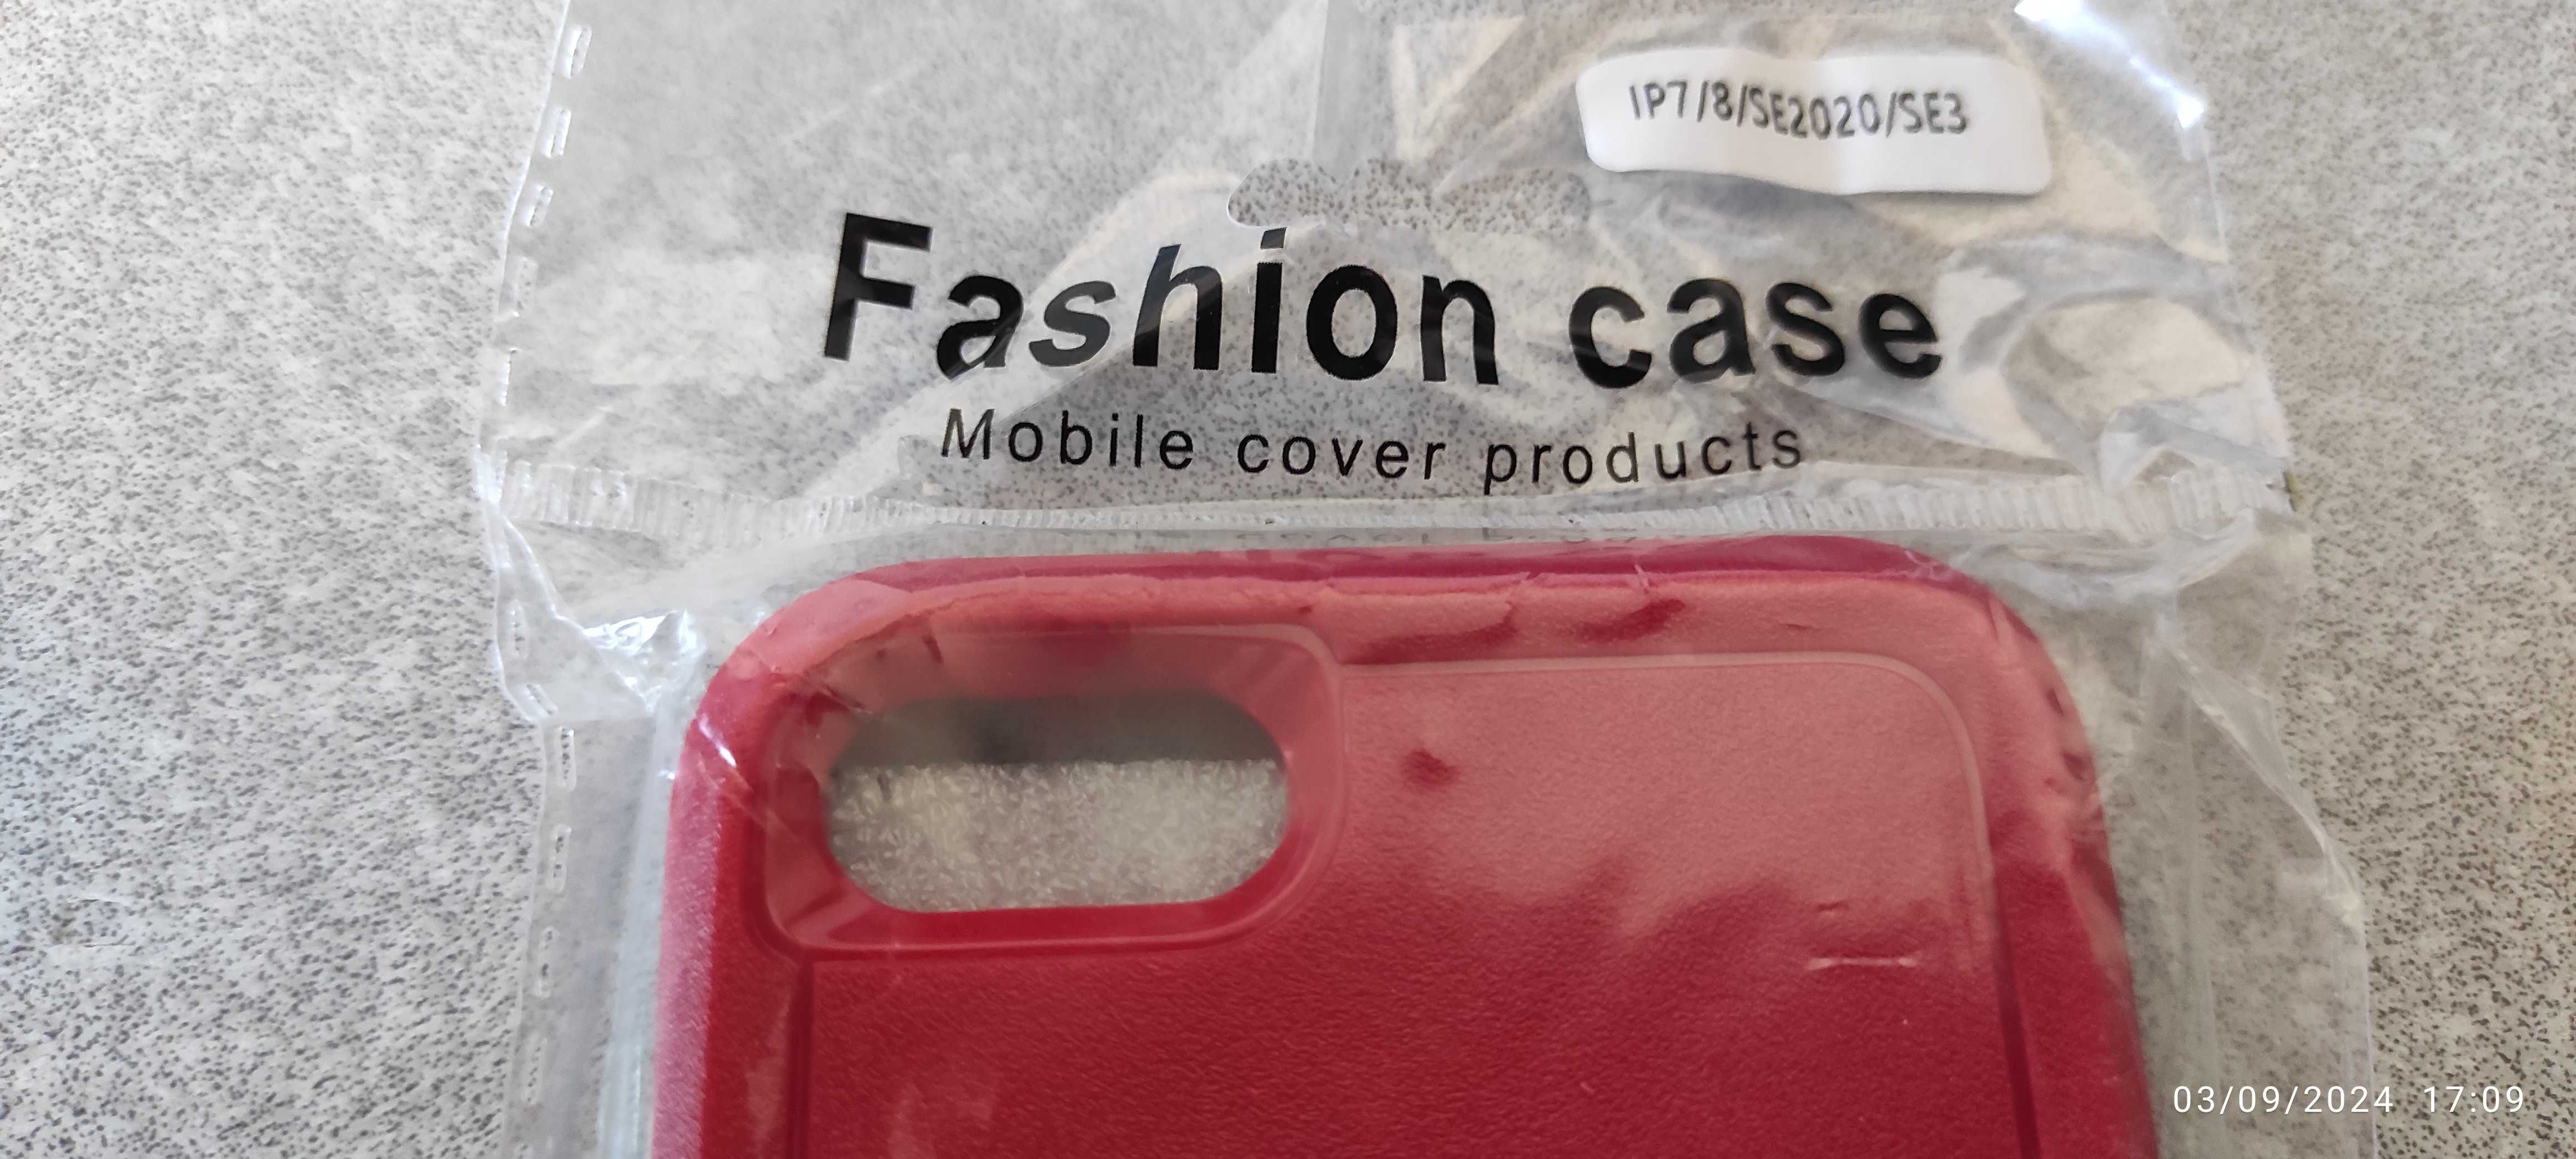 IP7/8/SE2020/SE3
Fashion case
Mobile cover products
03/09/2024 17:09